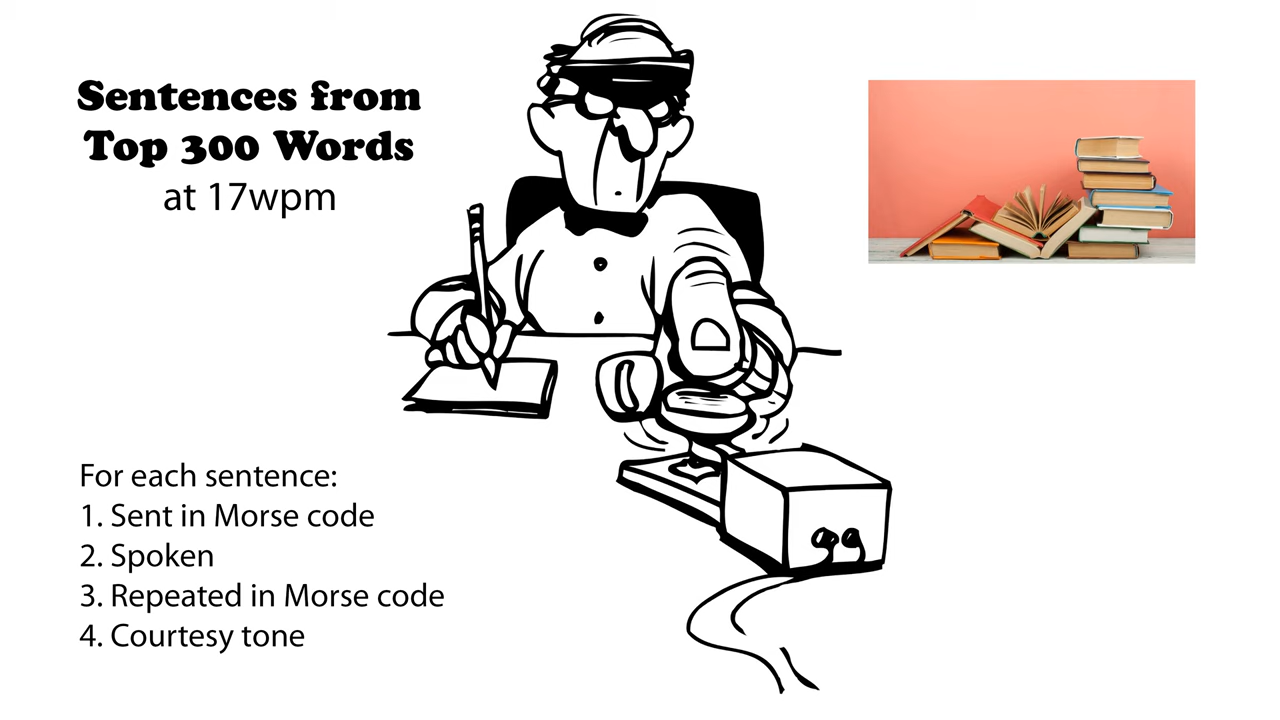 Sentences from
Top 300 Words
at 17wpm
For each sentence:
1. Sent in Morse code
2. Spoken
3. Repeated in Morse code
4. Courtesy tone